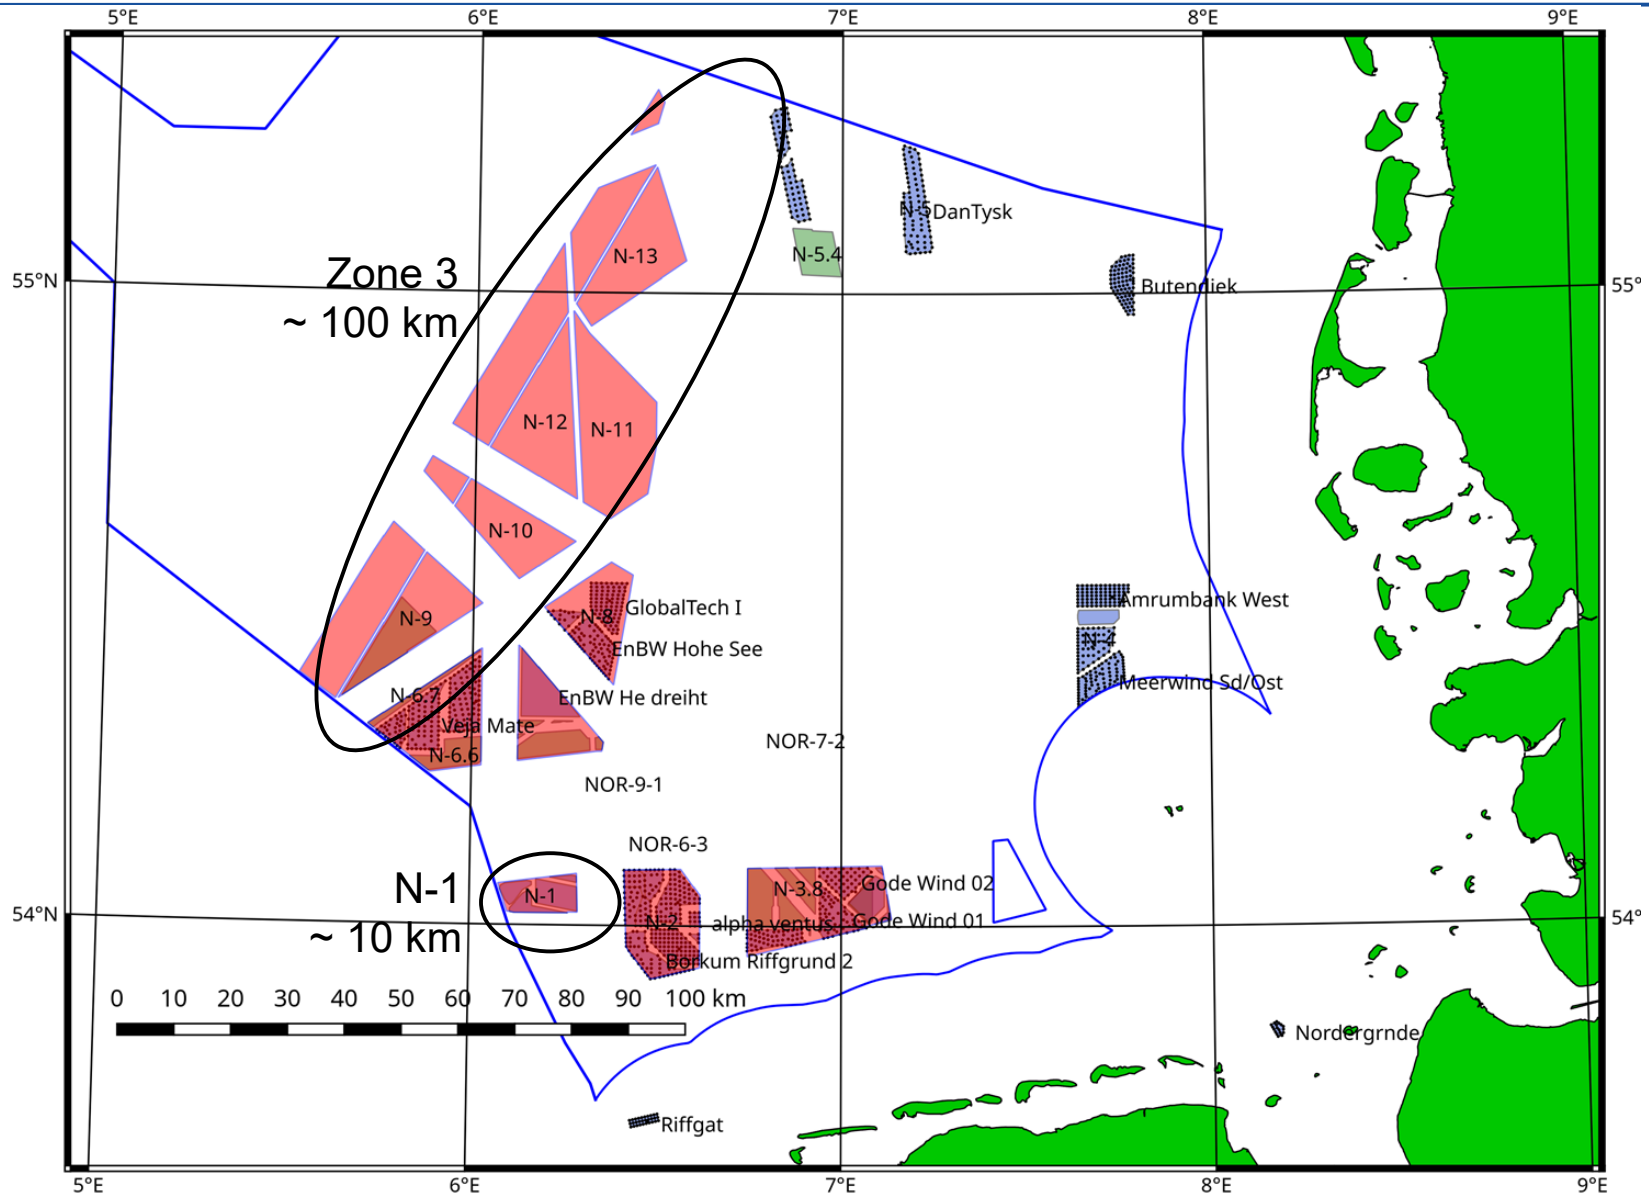 5°E 6°E 7°E 8°E 9°E
N-5 DanTysk
N-13
N-5.4
Zone 3
~ 100 km
55°N
55°
Butendiek
N-12
N-11
N-10
N-9
N-8
GlobalTech I
EnBW Hohe See
Amrumbank West
N-4
Meerwind Sd/Ost
N-6.7
EnBW He dreiht
Veja Mate
N-6.6
NOR-7-2
NOR-9-1
NOR-6-3
N-1
~ 10 km
N-1
54°N
54°
N-2
N-3.8
Gode Wind 02
alpha ventus
Gode Wind 01
Borkum Riffgrund 2
0 10 20 30 40 50 60 70 80 90 100 km
Nordergrnde
Riffgat
5°E 6°E 7°E 8°E 9°E